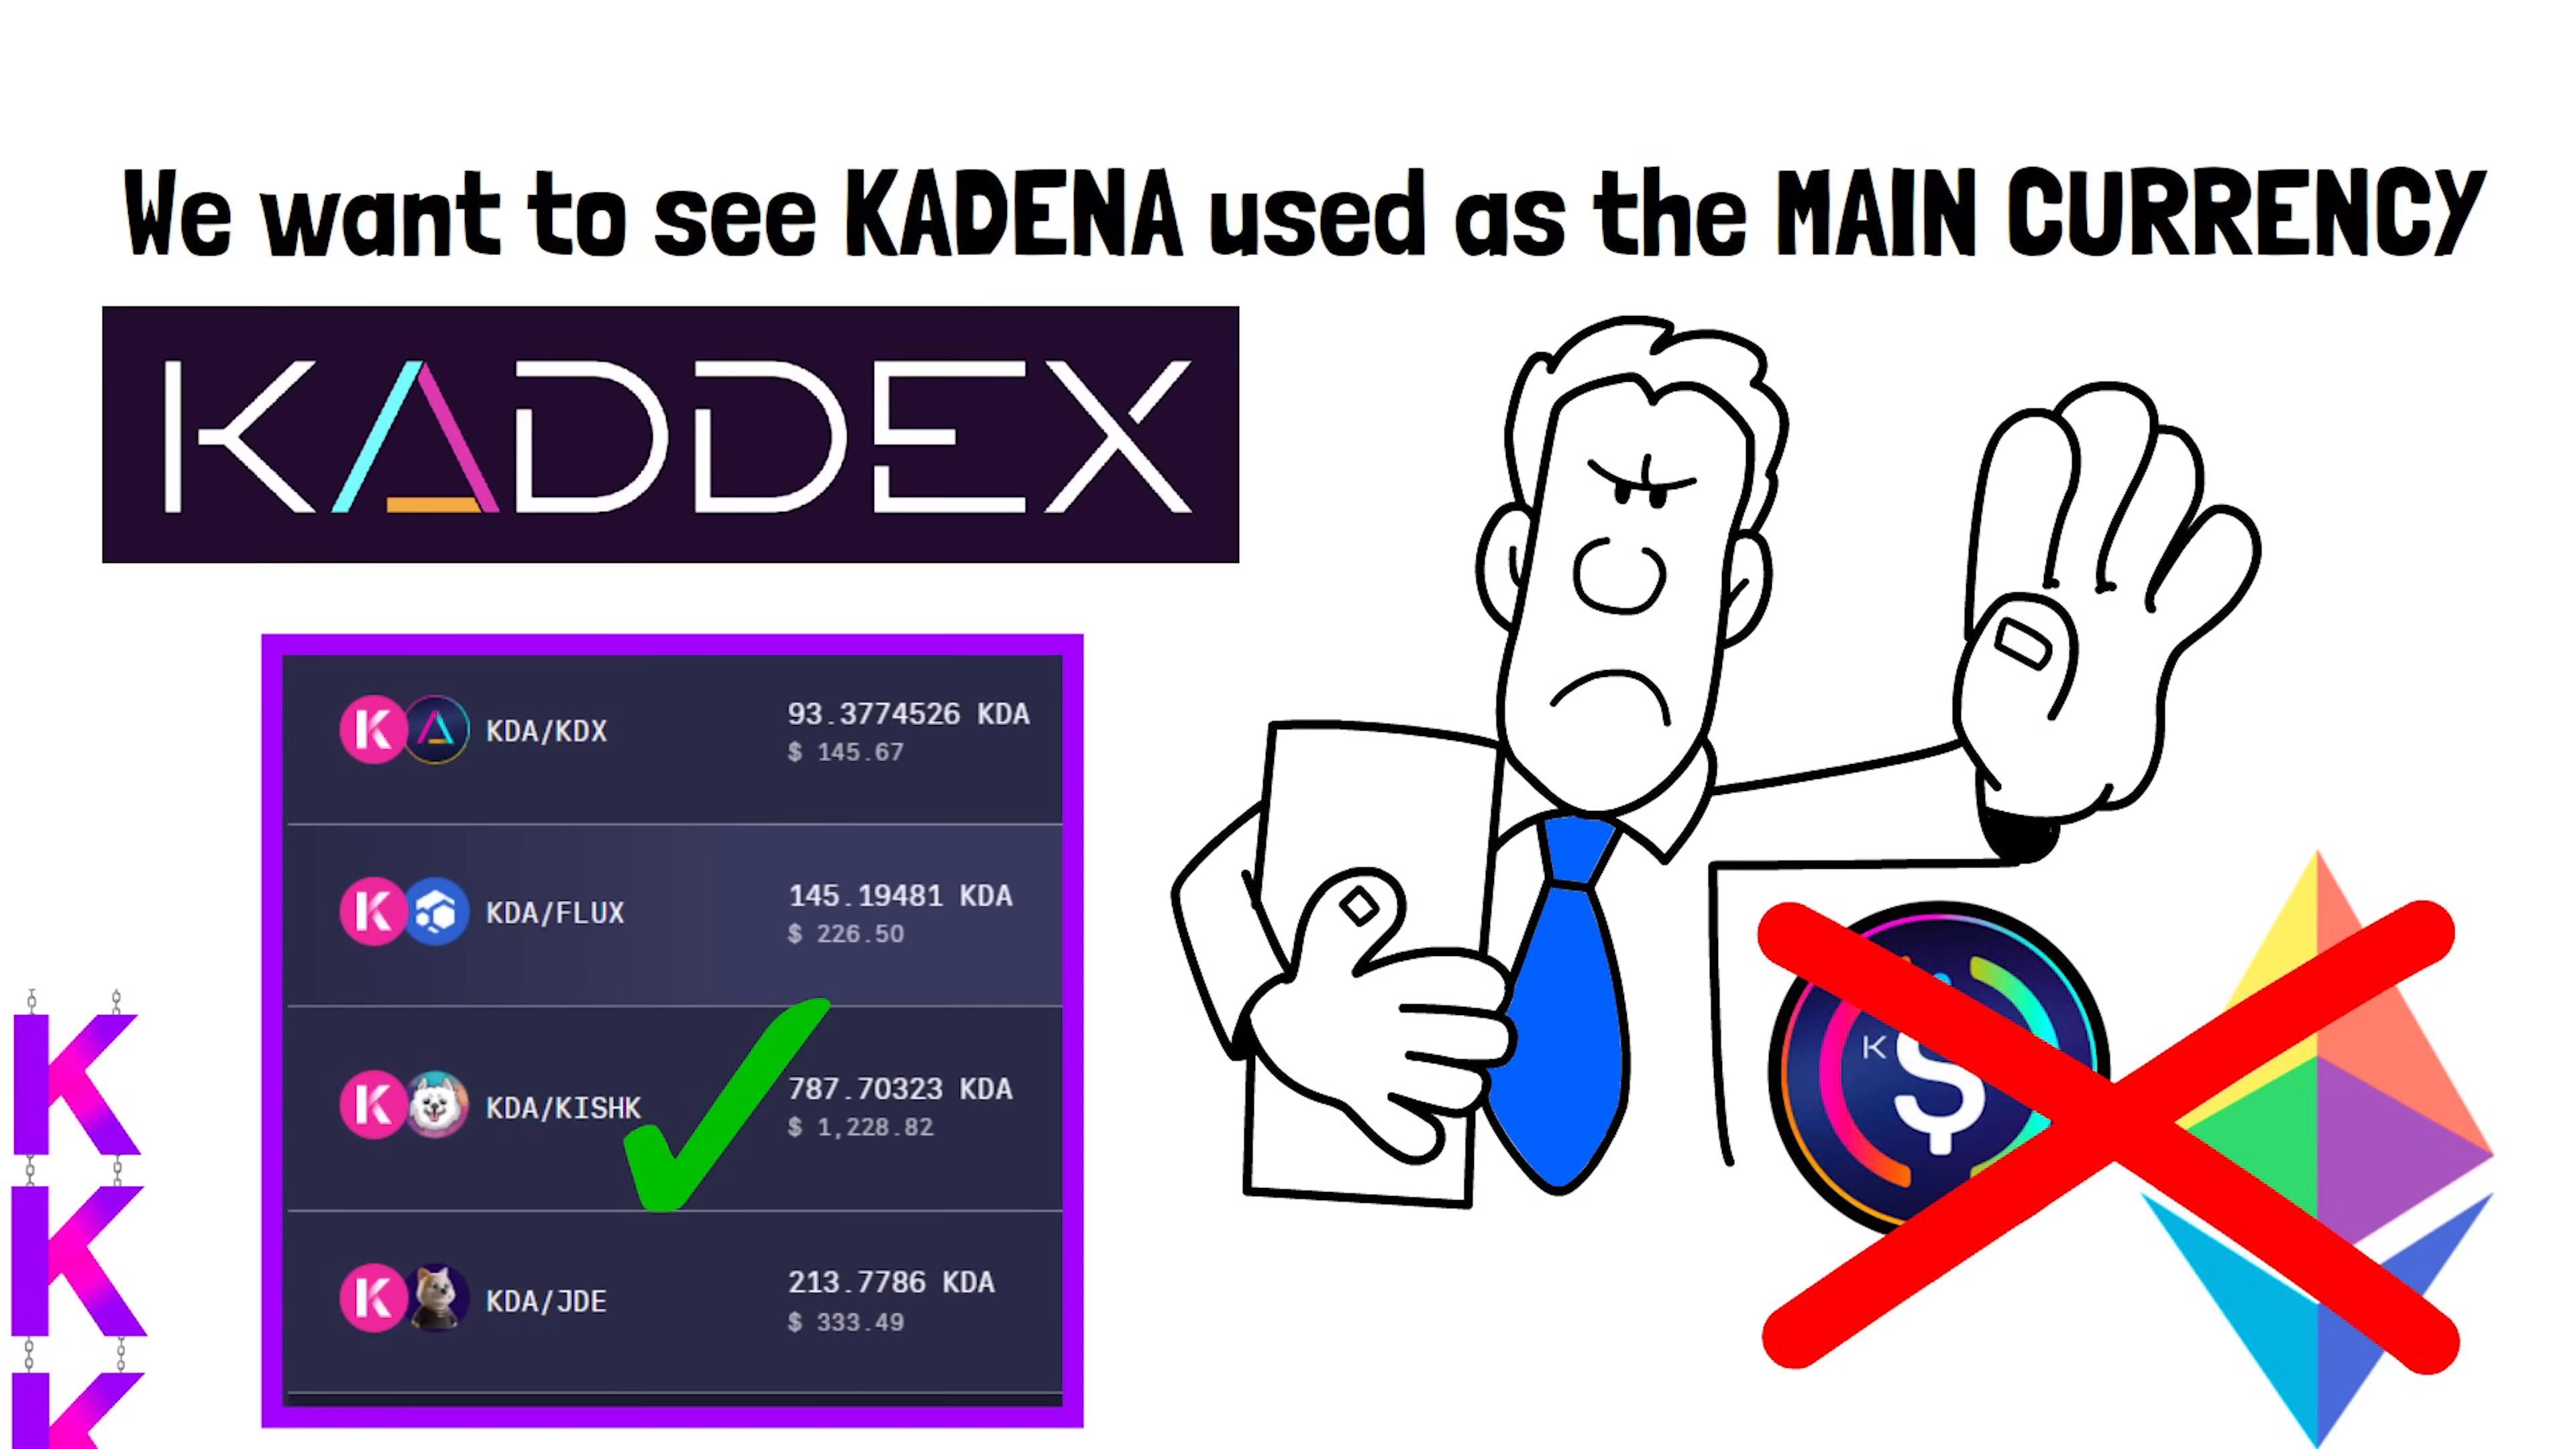 We want to see KADENA used as the MAIN CURRENCY
KADDEX
K KDA/KDX 93.3774526 KDA
$ 145.67
K KDA/FLUX 145.19481 KDA
$ 226.50
K KDA/KISHK 787.70323 KDA
$ 1,228.82
K KDA/JDE 213.7786 KDA
$ 333.49
K $
K
K
K